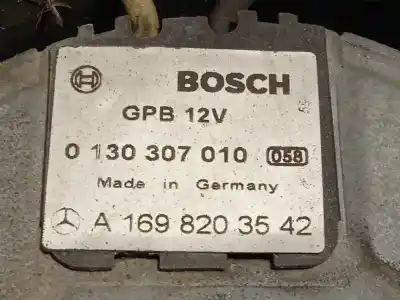 BOSCH
GPB 12V
0 130 307 010 058
Made in Germany
A 169 820 35 42